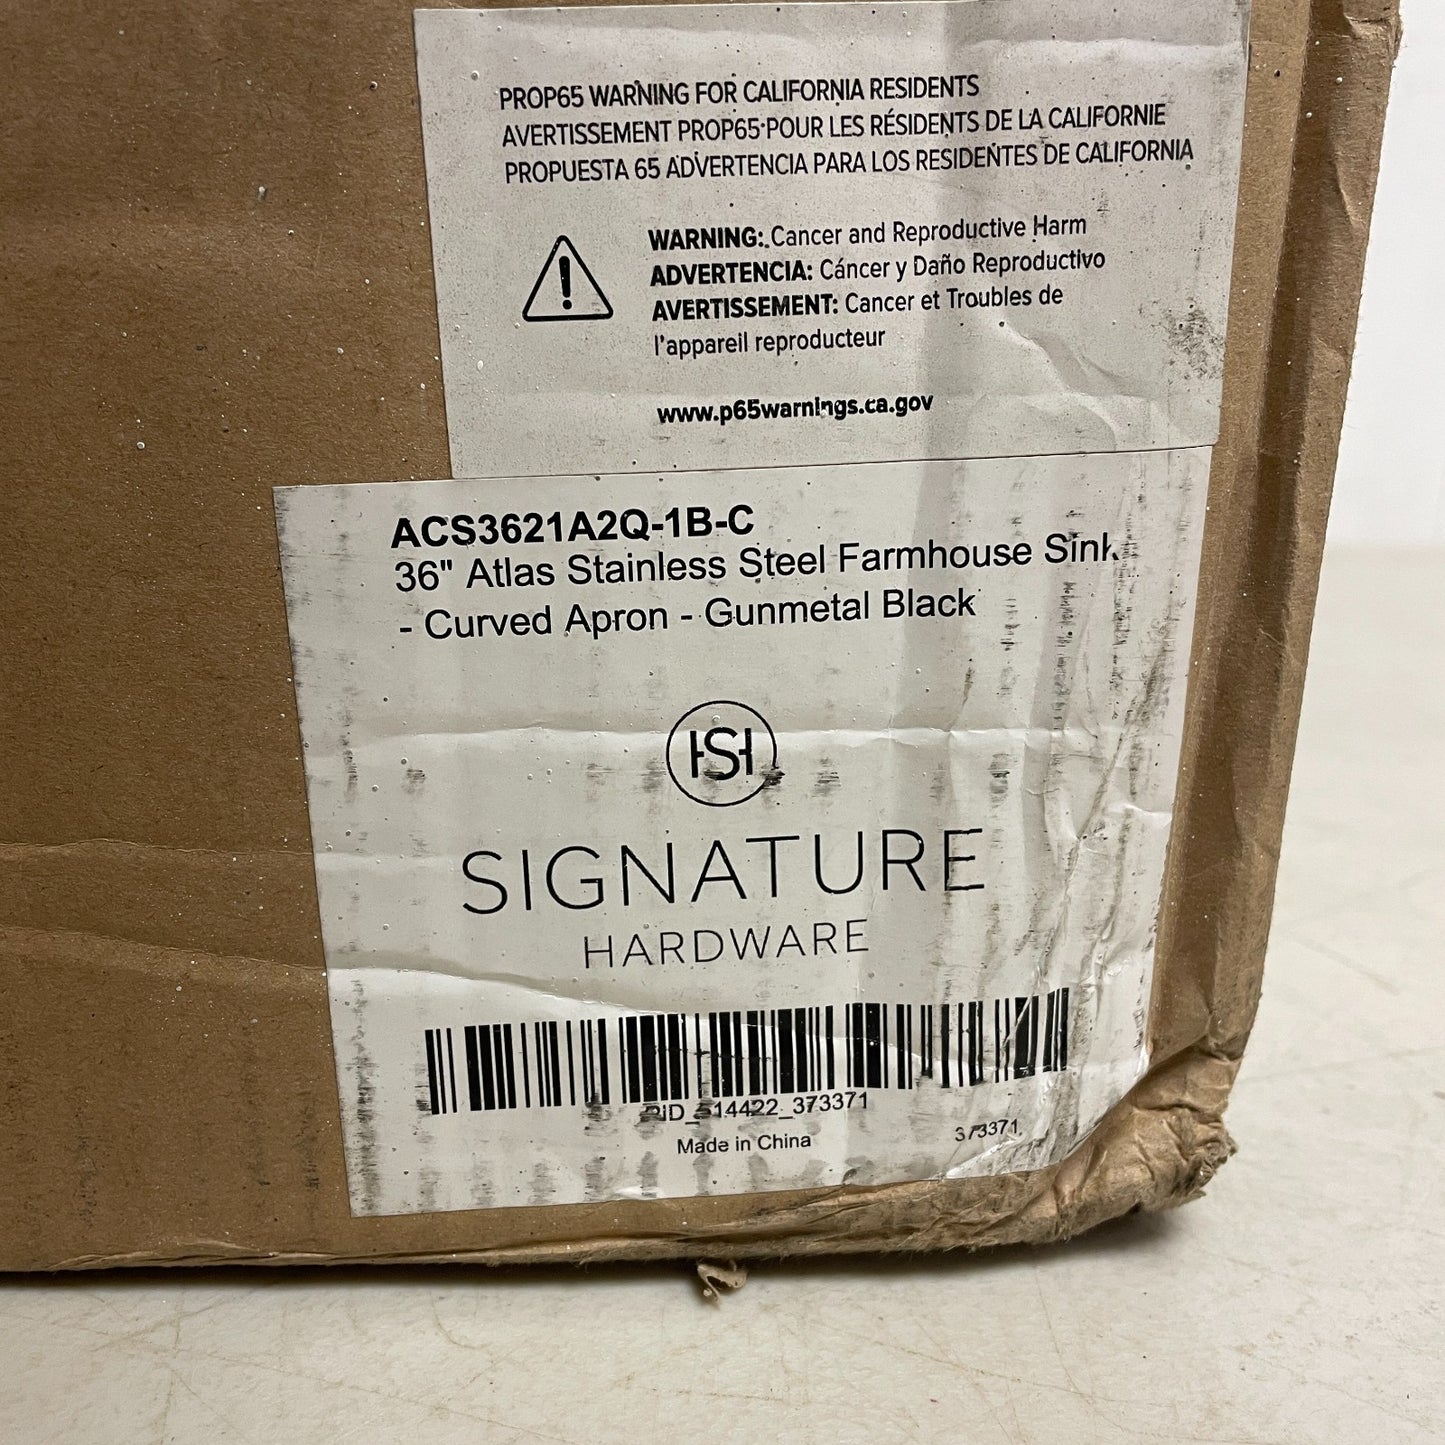 PROP65 WARNING FOR CALIFORNIA RESIDENTS
AVERTISSEMENT PROP65 POUR LES RÉSIDENTS DE LA CALIFORNIE
PROPUESTA 65 ADVERTENCIA PARA LOS RESIDENTES DE CALIFORNIA
WARNING: Cancer and Reproductive Harm
ADVERTENCIA: Cáncer y Daño Reproductivo
AVERTISSEMENT: Cancer et Troubles de
l'appareil reproducteur
www.p65warnings.ca.gov
ACS3621A2Q-1B-C
36" Atlas Stainless Steel Farmhouse Sink
- Curved Apron - Gunmetal Black
HSH
SIGNATURE
HARDWARE
Made in China
373371